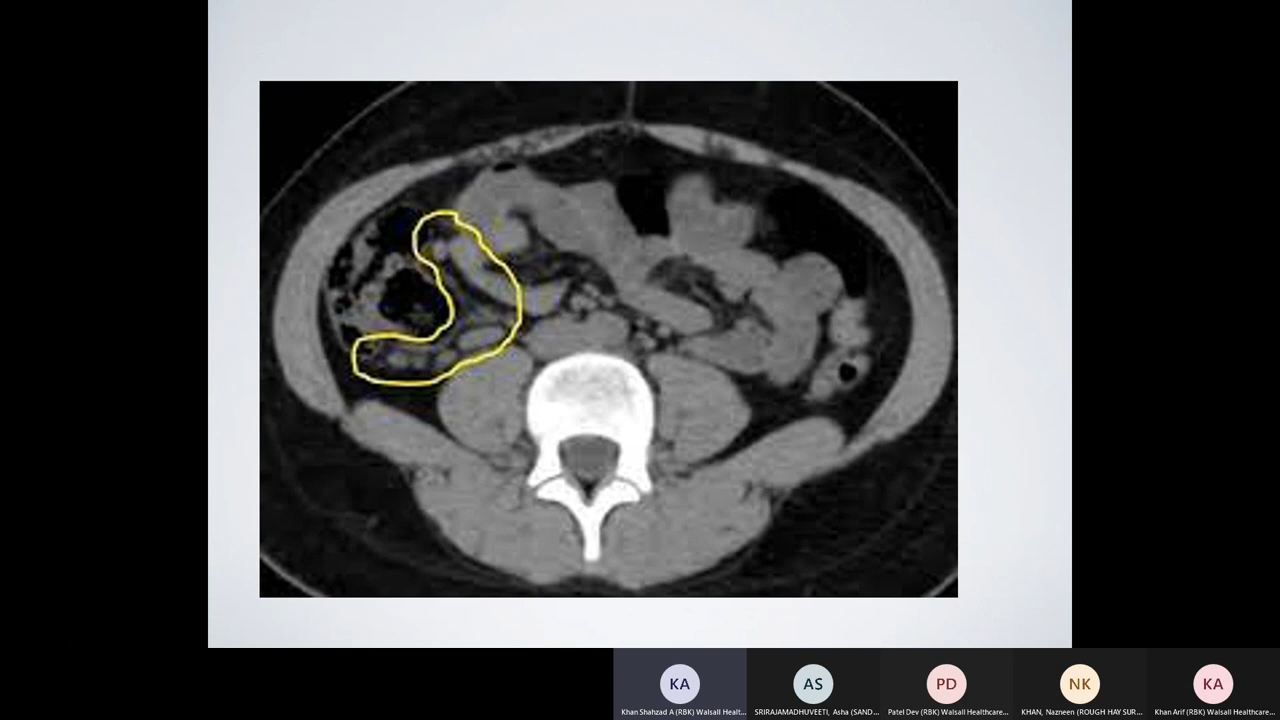 KA
AS
PD
NK
KA
Khan Shahzad A (RBK) Walsall Healt...
SRIRAJAMADHUVEETI, Asha (SAND...
Patel Dev (RBK) Walsall Healthcare...
KHAN, Nazneen (ROUGH HAY SUR...
Khan Arif (RBK) Walsall Healthcare...